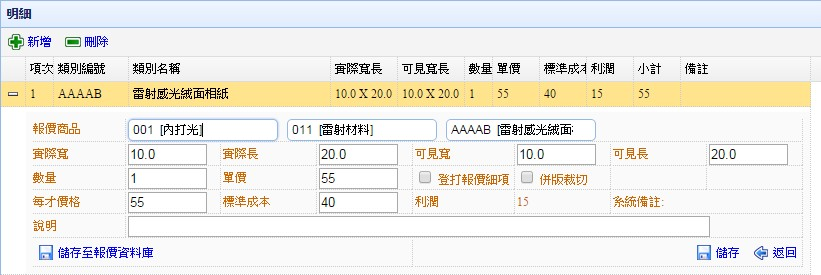 明細
新增 刪除
項次 類別編號 類別名稱 實際寬長 可見寬長 數量 單價 標準成本 利潤 小計 備註
1 AAAAB 雷射威光絨面相紙 10.0 X 20.0 10.0 X 20.0 1 55 40 15 55
報價商品 001 [內打光] 011 [雷射材料] AAAAB [雷射威光絨面
實際寬 10.0 實際長 20.0 可見寬 10.0 可見長 20.0
數量 1 單價 55 登打報價細項 併版裁切
每才價格 55 標準成本 40 利潤 15 系統備註:
說明
儲存至報價資料庫 儲存 返回